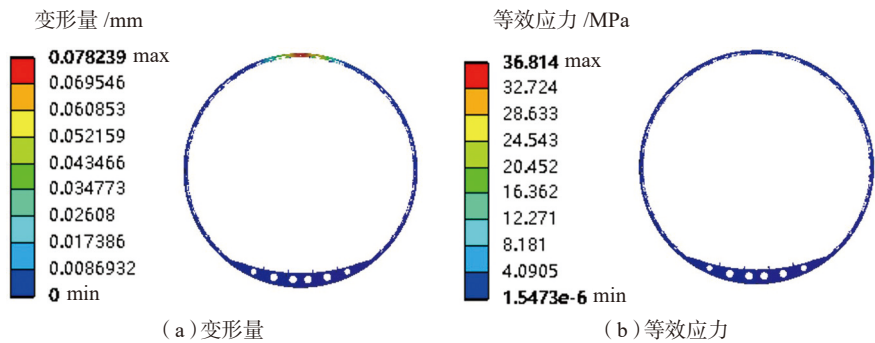 变形量 /mm
0.078239 max
0.069546
0.060853
0.052159
0.043466
0.034773
0.02608
0.017386
0.0086932
0 min
(a)变形量
等效应力 /MPa
36.814 max
32.724
28.633
24.543
20.452
16.362
12.271
8.181
4.0905
1.5473e-6 min
(b)等效应力